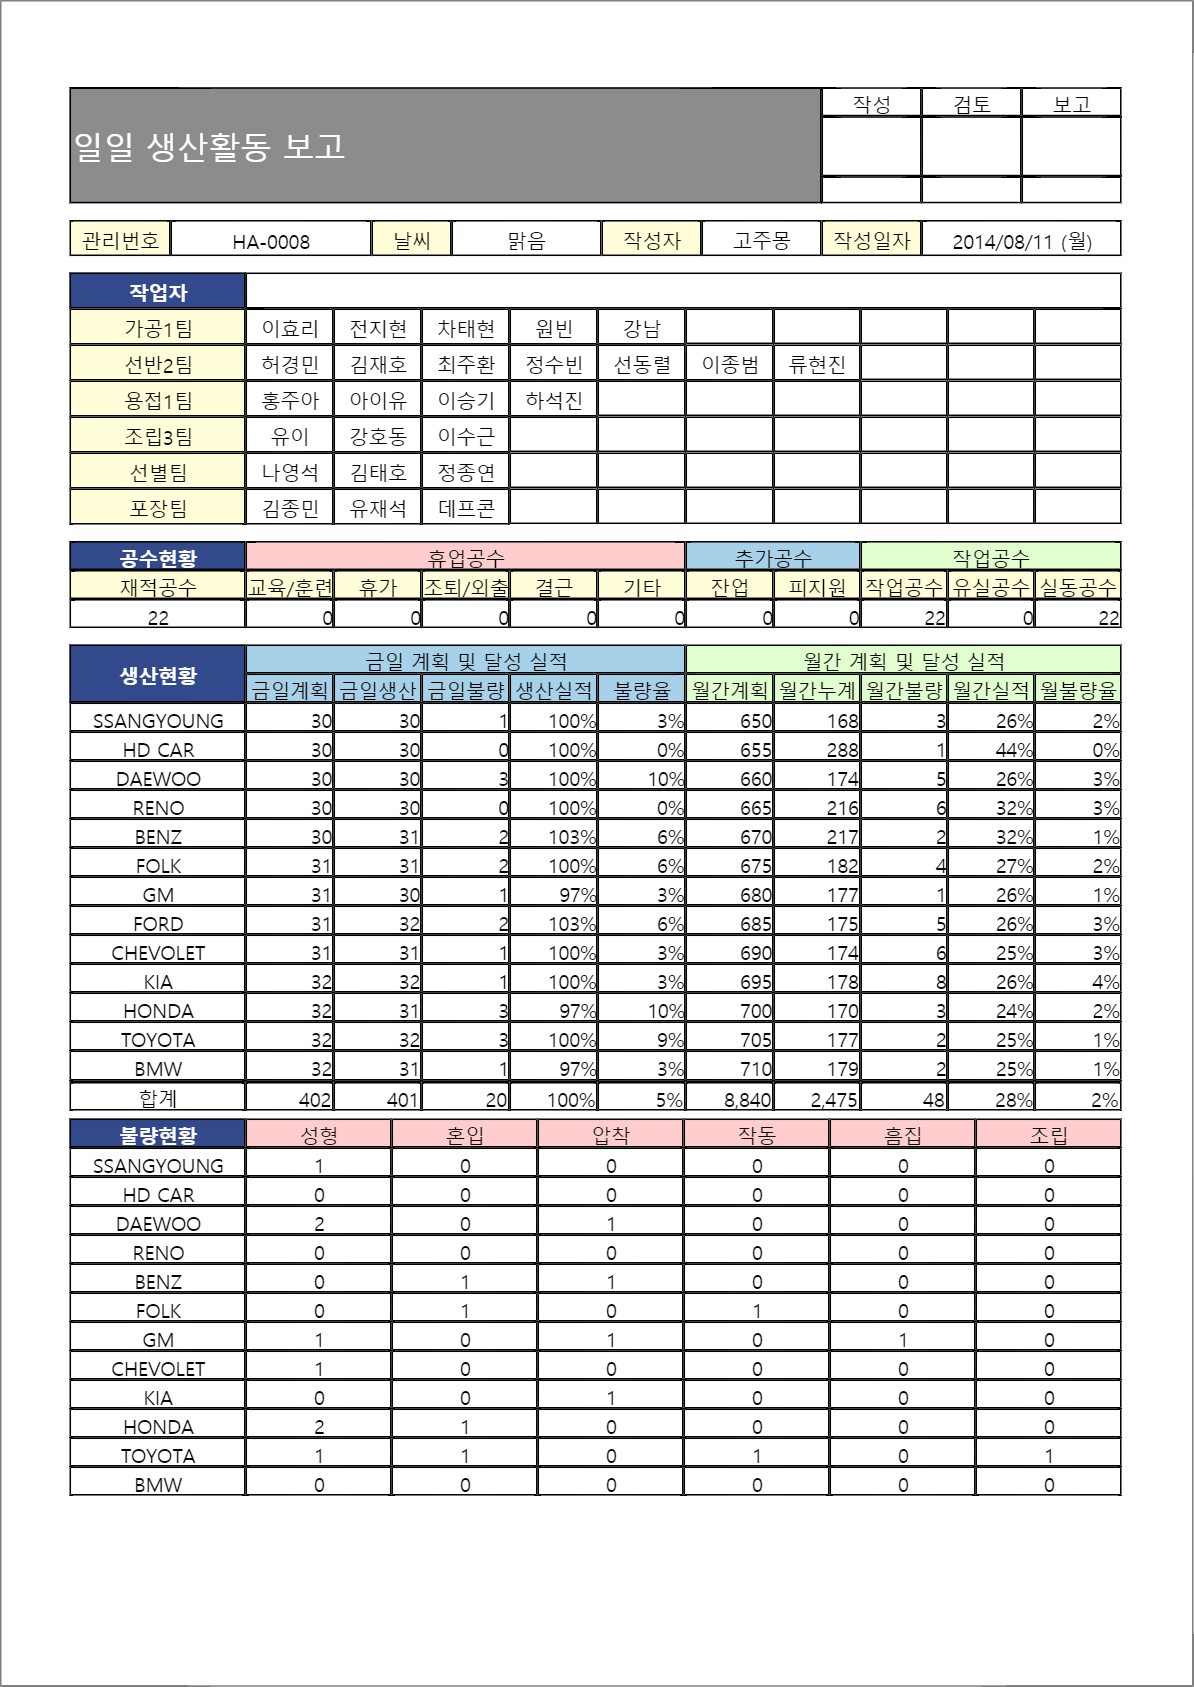 작성 검토 보고
일일 생산활동 보고
관리번호 HA-0008 날씨 맑음 작성자 고주몽 작성일자 2014/08/11 (월)
작업자
가공1팀 이효리 전지현 차태현 원빈 강남
선반2팀 허경민 김재호 최주환 정수빈 선동렬 이종범 류현진
용접1팀 홍주아 아이유 이승기 하석진
조립3팀 유이 강호동 이수근
선별팀 나영석 김태호 정종연
포장팀 김종민 유재석 데프콘
공수현황 휴업공수 추가공수 작업공수
재적공수 교육/훈련 휴가 조퇴/외출 결근 기타 잔업 피지원 작업공수 유실공수 실동공수
22 0 0 0 0 0 0 0 22 0 22
생산현황 금일 계획 및 달성 실적 월간 계획 및 달성 실적
금일계획 금일생산 금일불량 생산실적 불량율 월간계획 월간누계 월간불량 월간실적 월불량율
SSANGYOUNG 30 30 1 100% 3% 650 168 3 26% 2%
HD CAR 30 30 0 100% 0% 655 288 1 44% 0%
DAEWOO 30 30 3 100% 10% 660 174 5 26% 3%
RENO 30 30 0 100% 0% 665 216 6 32% 3%
BENZ 30 31 2 103% 6% 670 217 2 32% 1%
FOLK 31 31 2 100% 6% 675 182 4 27% 2%
GM 31 30 1 97% 3% 680 177 1 26% 1%
FORD 31 32 2 103% 6% 685 175 5 26% 3%
CHEVOLET 31 31 1 100% 3% 690 174 6 25% 3%
KIA 32 32 1 100% 3% 695 178 8 26% 4%
HONDA 32 31 3 97% 10% 700 170 3 24% 2%
TOYOTA 32 32 3 100% 9% 705 177 2 25% 1%
BMW 32 31 1 97% 3% 710 179 2 25% 1%
합계 402 401 20 100% 5% 8,840 2,475 48 28% 2%
불량현황 성형 혼입 압착 작동 흠집 조립
SSANGYOUNG 1 0 0 0 0 0
HD CAR 0 0 0 0 0 0
DAEWOO 2 0 1 0 0 0
RENO 0 0 0 0 0 0
BENZ 0 1 1 0 0 0
FOLK 0 1 0 1 0 0
GM 1 0 1 0 1 0
CHEVOLET 1 0 0 0 0 0
KIA 0 0 1 0 0 0
HONDA 2 1 0 0 0 0
TOYOTA 1 1 0 1 0 1
BMW 0 0 0 0 0 0